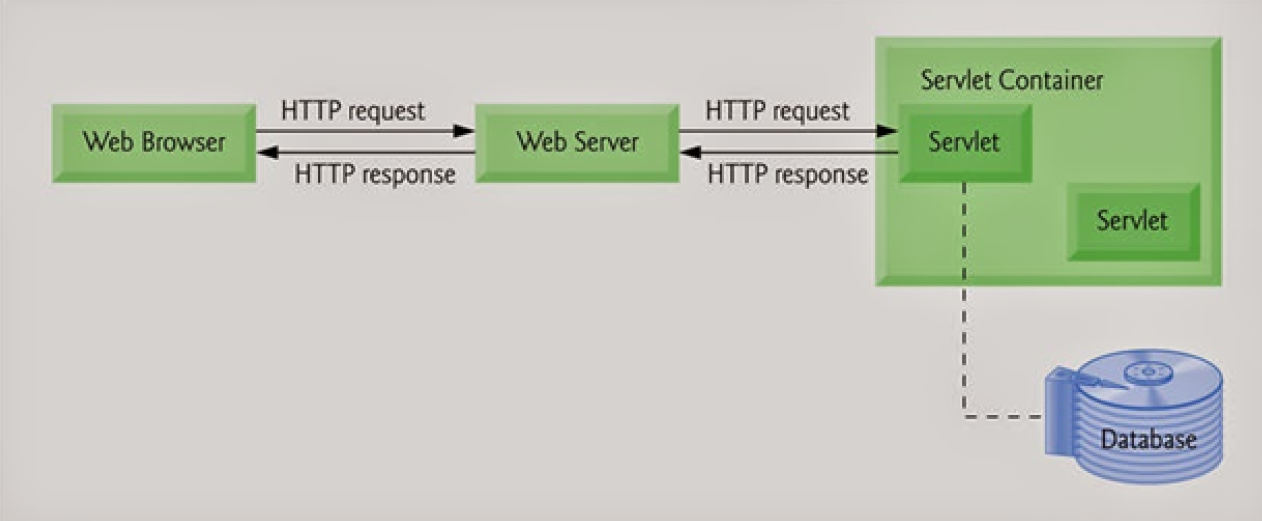 Servlet Container
HTTP request
HTTP request
Web Browser
Web Server
Servlet
HTTP response
HTTP response
Servlet
Database